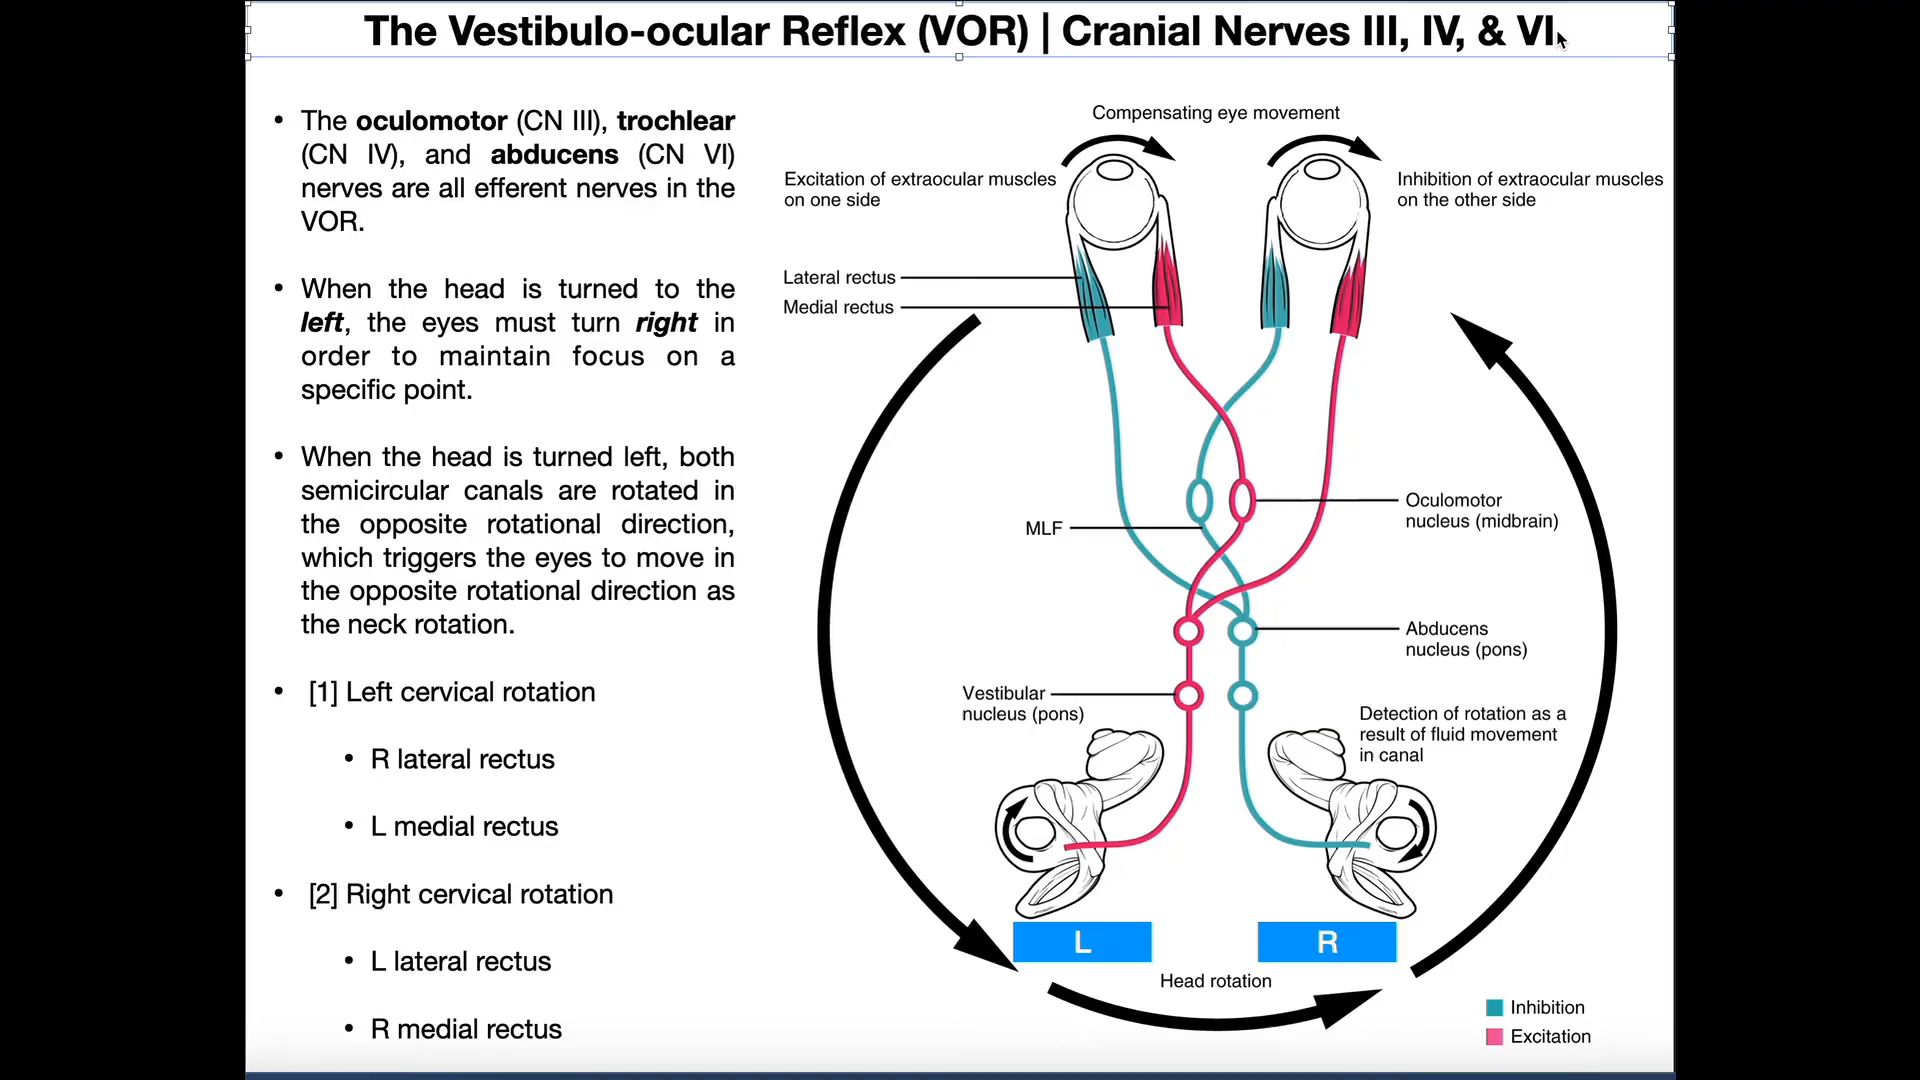 The Vestibulo-ocular Reflex (VOR) | Cranial Nerves III, IV, & VI
• The oculomotor (CN III), trochlear
(CN IV), and abducens (CN VI)
nerves are all efferent nerves in the
VOR.
• When the head is turned to the
left, the eyes must turn right in
order to maintain focus on a
specific point.
• When the head is turned left, both
semicircular canals are rotated in
the opposite rotational direction,
which triggers the eyes to move in
the opposite rotational direction as
the neck rotation.
• [1] Left cervical rotation
• R lateral rectus
• L medial rectus
• [2] Right cervical rotation
• L lateral rectus
• R medial rectus
Compensating eye movement
Excitation of extraocular muscles
on one side
Inhibition of extraocular muscles
on the other side
Lateral rectus
Medial rectus
Oculomotor
nucleus (midbrain)
MLF
Abducens
nucleus (pons)
Vestibular
nucleus (pons)
Detection of rotation as a
result of fluid movement
in canal
L
R
Head rotation
Inhibition
Excitation